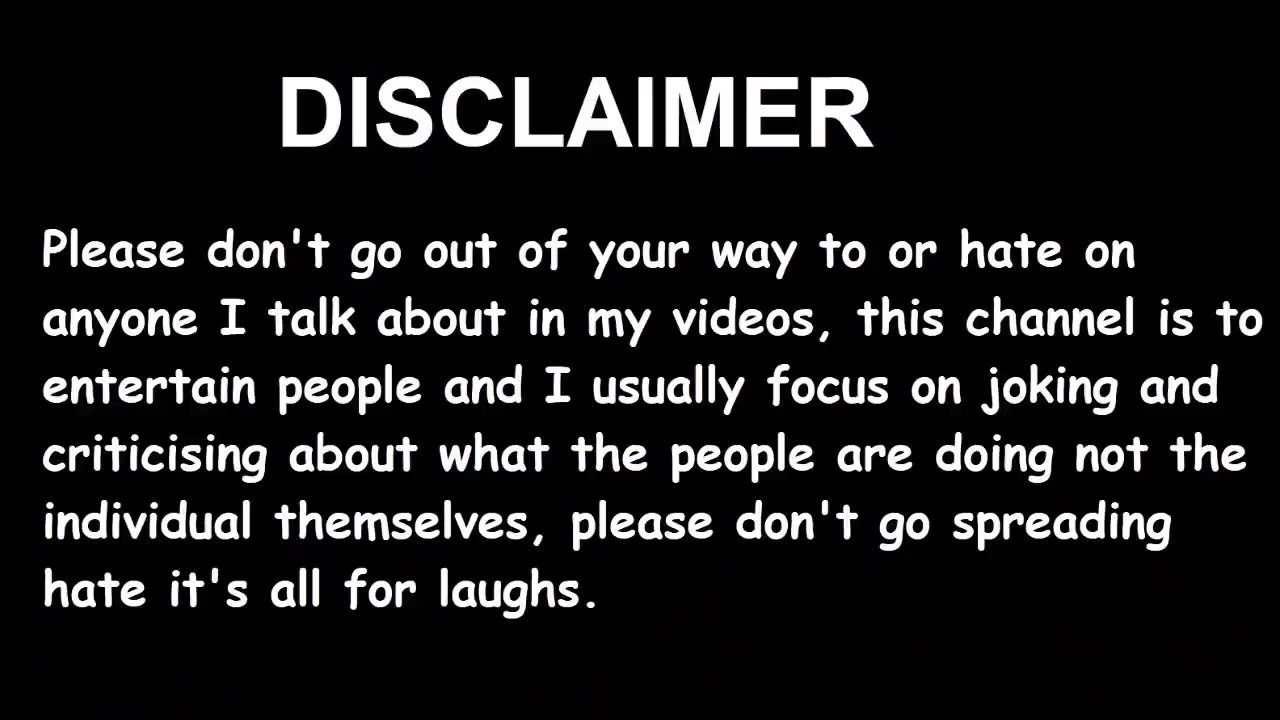 DISCLAIMER
Please don't go out of your way to or hate on
anyone I talk about in my videos, this channel is to
entertain people and I usually focus on joking and
criticising about what the people are doing not the
individual themselves, please don't go spreading
hate it's all for laughs.